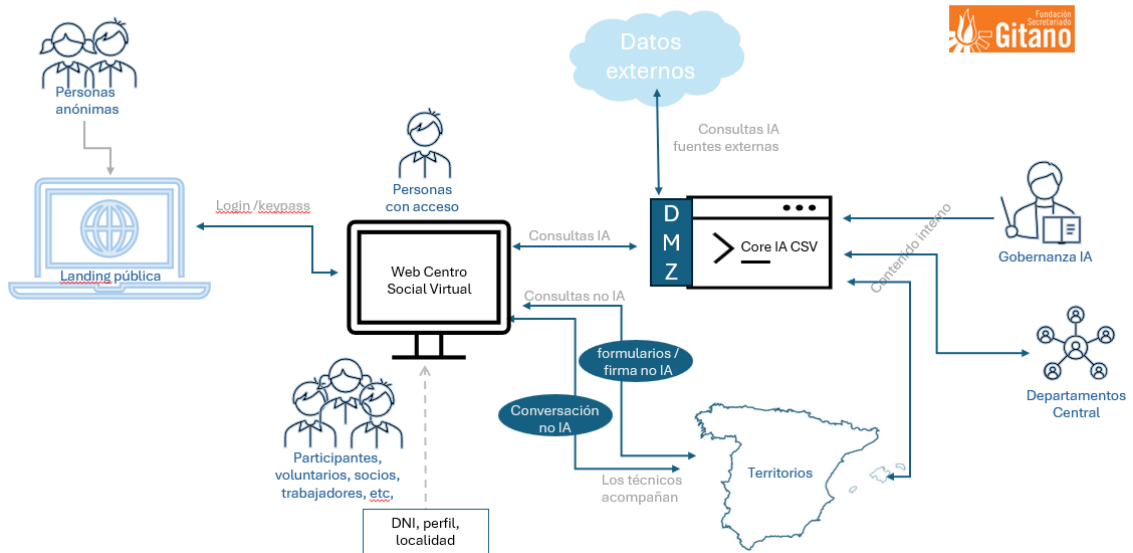 Fundación
Secretariado
Gitano
Datos
externos
Personas
anónimas
Consultas IA
fuentes externas
Personas
con acceso
Login /keypass
D
M
Z
Core IA CSV
Contenido interno
Gobernanza IA
Landing pública
Web Centro
Social Virtual
Consultas IA
Consultas no IA
formularios /
firma no IA
Conversación
no IA
Departamentos
Central
Participantes,
voluntarios, socios,
trabajadores, etc,
Los técnicos
acompañan
Territorios
DNI, perfil,
localidad